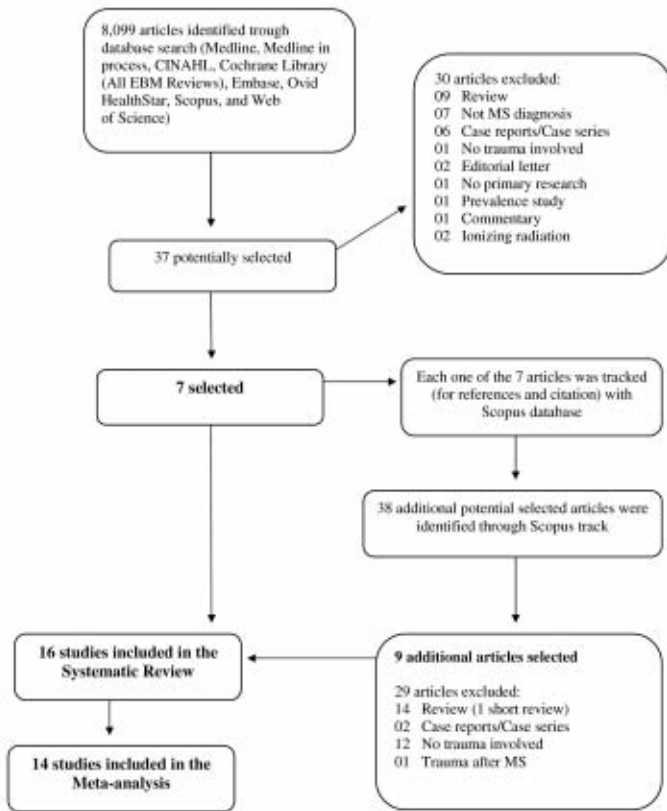 8,099 articles identified trough
database search (Medline, Medline in
process, CINAHL, Cochrane Library
(All EBM Reviews), Embase, Ovid
HealthStar, Scopus, and Web
of Science)
30 articles excluded:
09 Review
07 Not MS diagnosis
06 Case reports/Case series
01 No trauma involved
02 Editorial letter
01 No primary research
01 Prevalence study
01 Commentary
02 Ionizing radiation
37 potentially selected
7 selected
Each one of the 7 articles was tracked
(for references and citation) with
Scopus database
38 additional potential selected articles were
identified through Scopus track
16 studies included in the
Systematic Review
9 additional articles selected
29 articles excluded:
14 Review (1 short review)
02 Case reports/Case series
12 No trauma involved
01 Trauma after MS
14 studies included in the
Meta-analysis